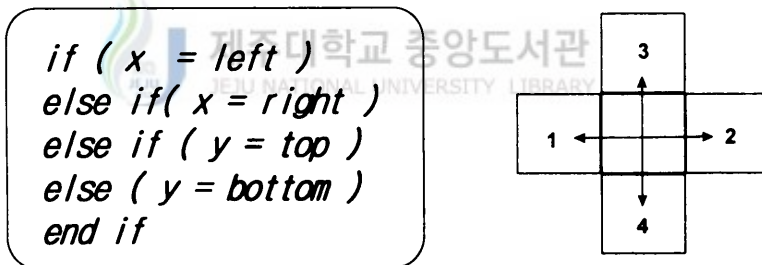 if ( x = left )
else if( x = right )
else if ( y = top )
else ( y = bottom )
end if
제주대학교 중앙도서관
JEJU NATIONAL UNIVERSITY LIBRARY
3
1 2
4